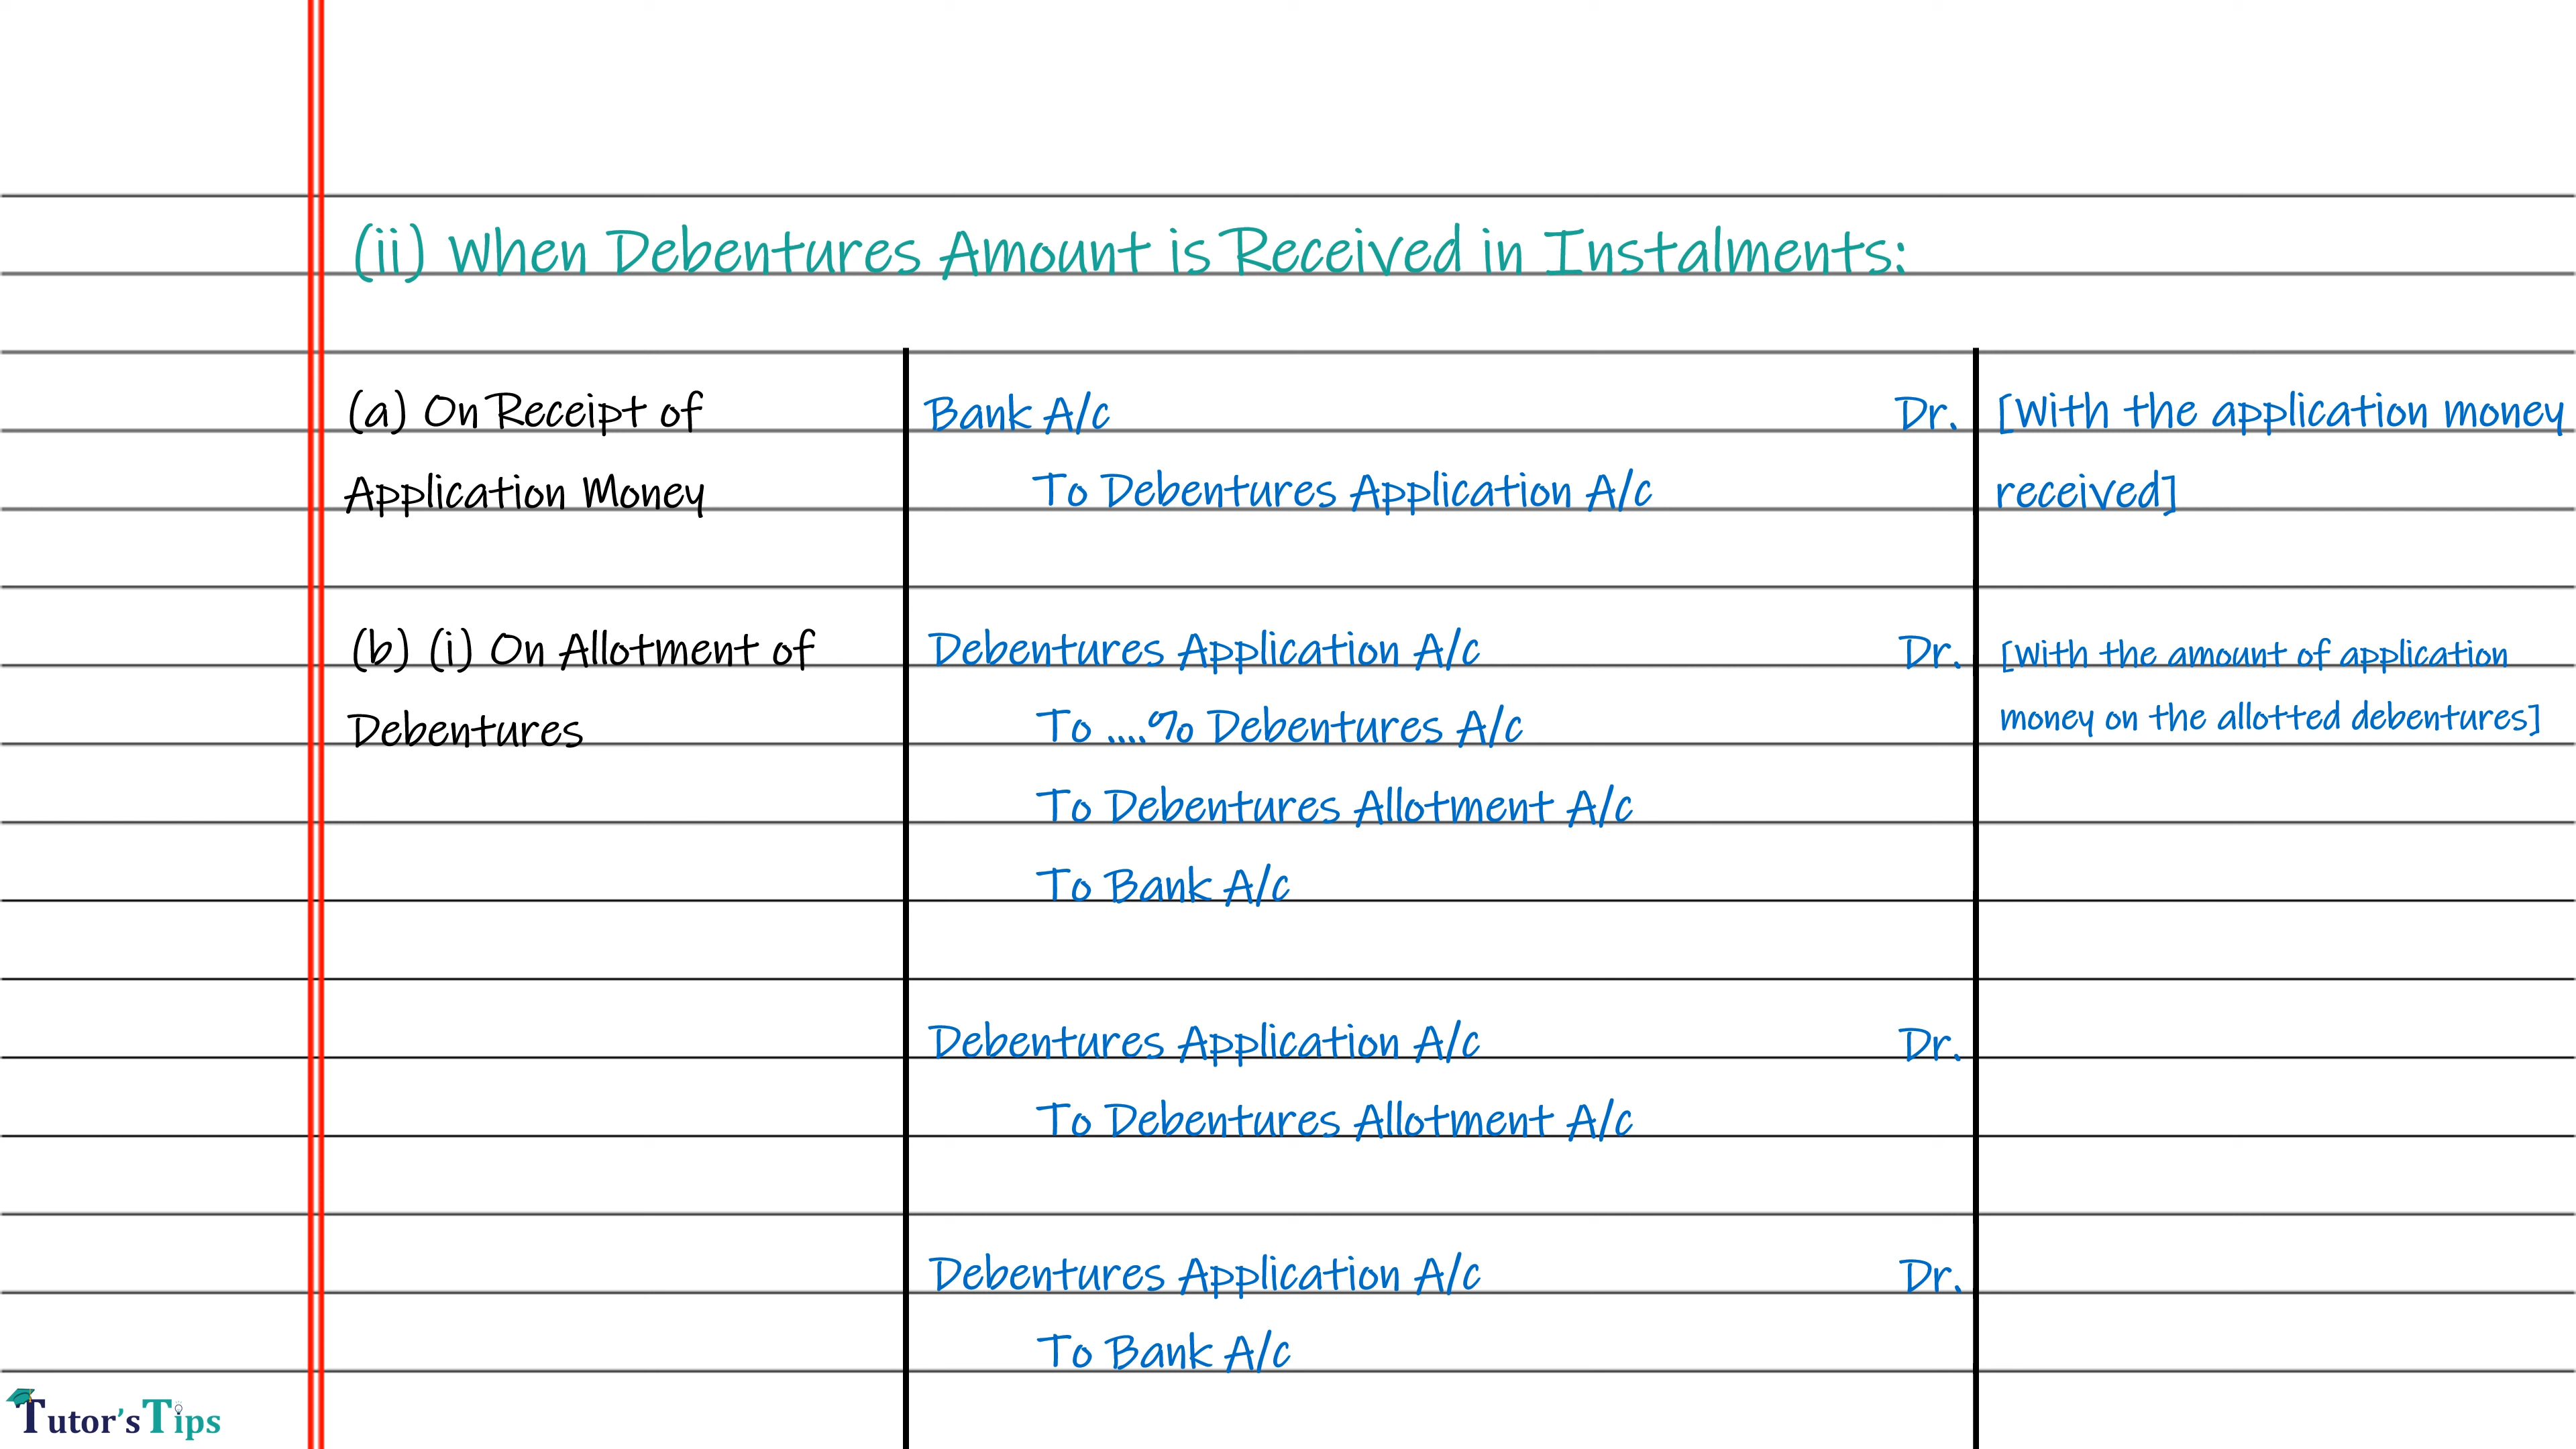 (ii) When Debentures Amount is Received in Instalments:
(a) On Receipt of
Application Money
Bank A/c Dr.
To Debentures Application A/c
[With the application money
received]
(b) (i) On Allotment of
Debentures
Debentures Application A/c Dr.
To ....% Debentures A/c
To Debentures Allotment A/c
To Bank A/c
[With the amount of application
money on the allotted debentures]
Debentures Application A/c Dr.
To Debentures Allotment A/c
Debentures Application A/c Dr.
To Bank A/c
Tutor's Tips